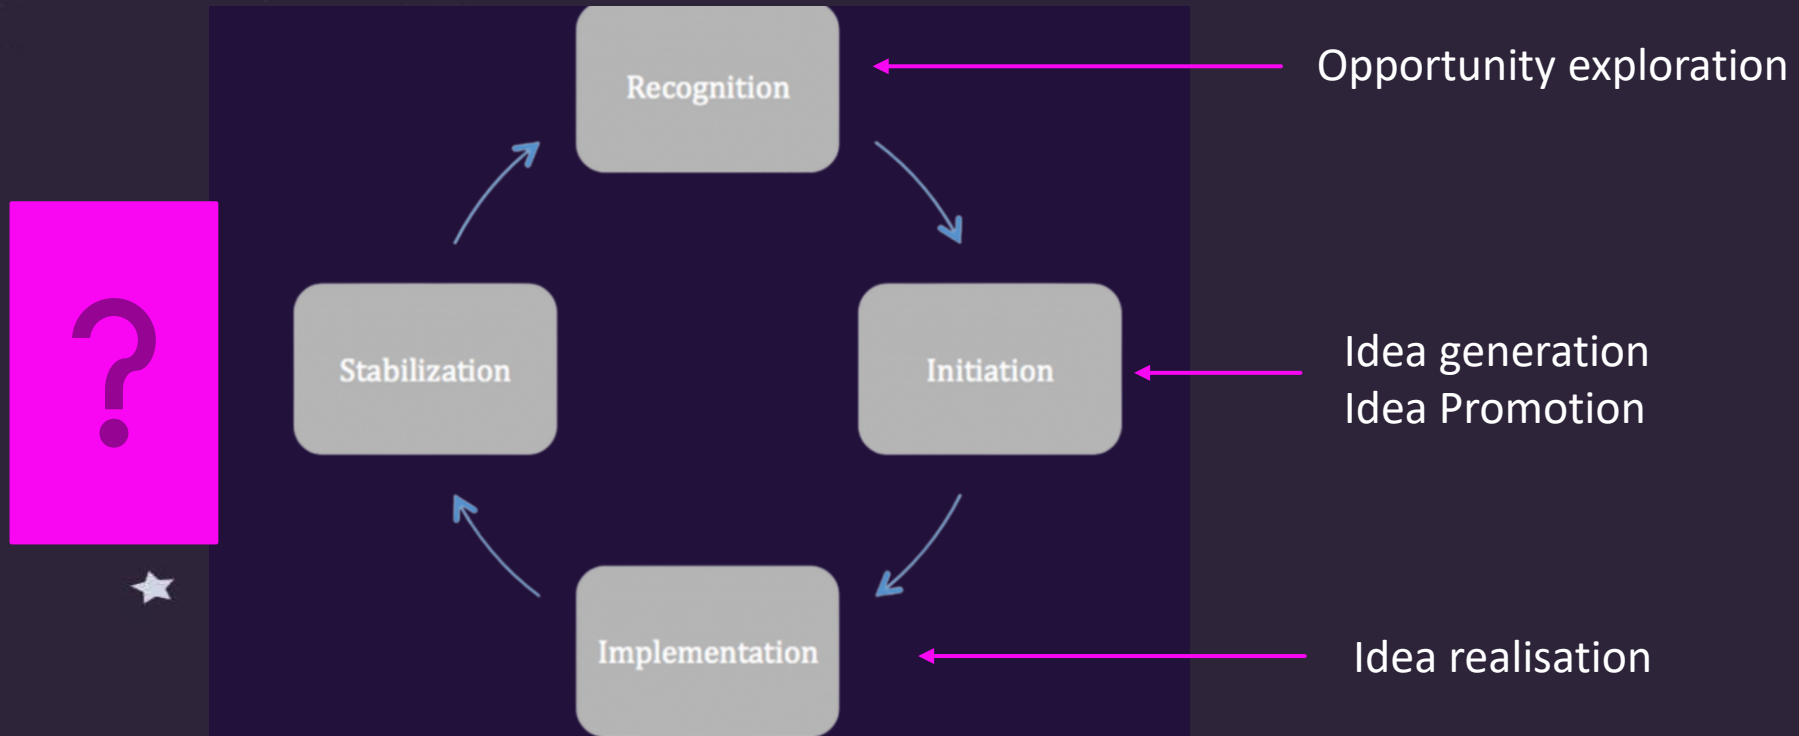 Recognition
Opportunity exploration
?
Stabilization
Initiation
Idea generation
Idea Promotion
Implementation
Idea realisation